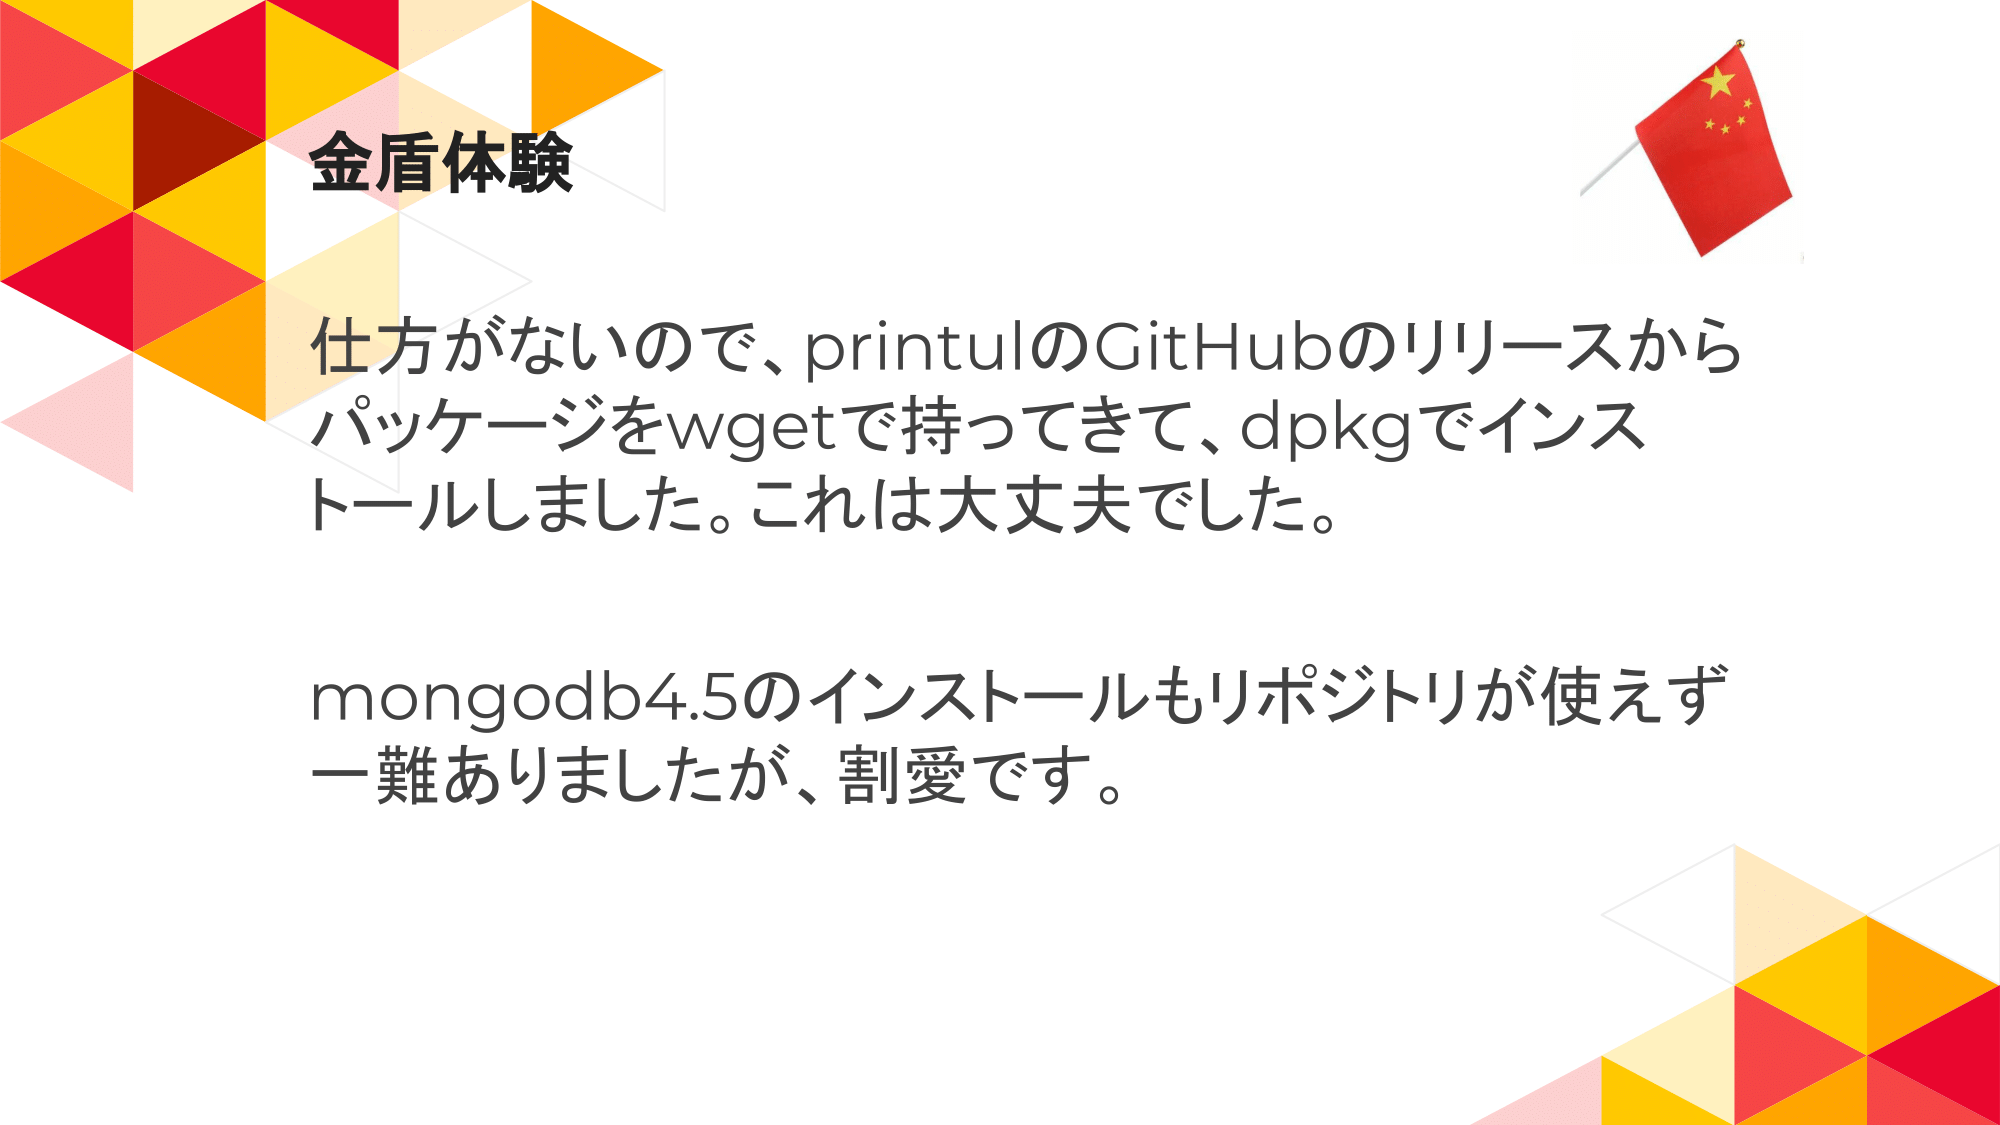 金盾体験
仕方がないので、printulのGitHubのリリースから
パッケージをwgetで持ってきて、dpkgでインス
トールしました。これは大丈夫でした。
mongodb4.5のインストールもリポジトリが使えず
一難ありましたが、割愛です。